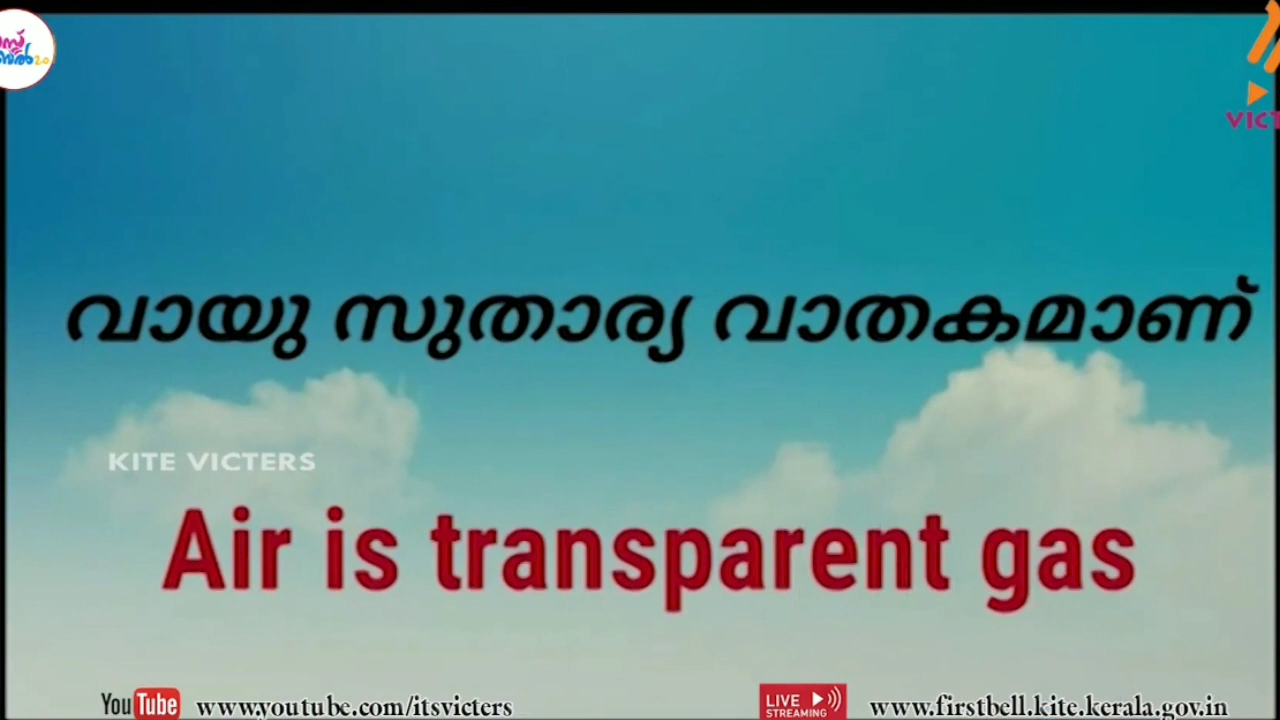 വായു സുതാര്യ വാതകമാണ്
KITE VICTERS
Air is transparent gas
YouTube www.youtube.com/itsvicters
LIVE STREAMING www.firstbell.kite.kerala.gov.in